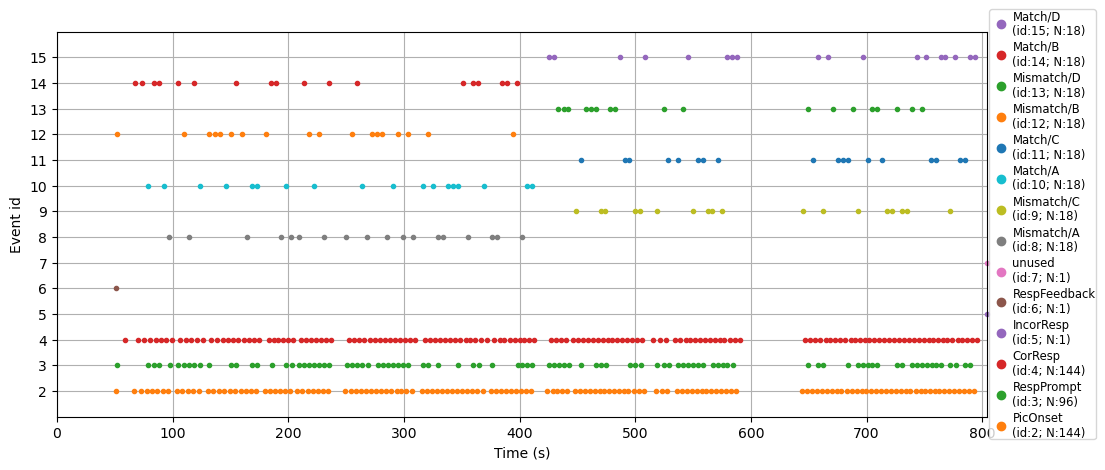 15
14
13
12
11
10
9
8
7
6
5
4
3
2
Event id
0 100 200 300 400 500 600 700 800
Time (s)
Match/D
(id:15; N:18)
Match/B
(id:14; N:18)
Mismatch/D
(id:13; N:18)
Mismatch/B
(id:12; N:18)
Match/C
(id:11; N:18)
Match/A
(id:10; N:18)
Mismatch/C
(id:9; N:18)
Mismatch/A
(id:8; N:18)
unused
(id:7; N:1)
RespFeedback
(id:6; N:1)
IncorResp
(id:5; N:1)
CorResp
(id:4; N:144)
RespPrompt
(id:3; N:96)
PicOnset
(id:2; N:144)